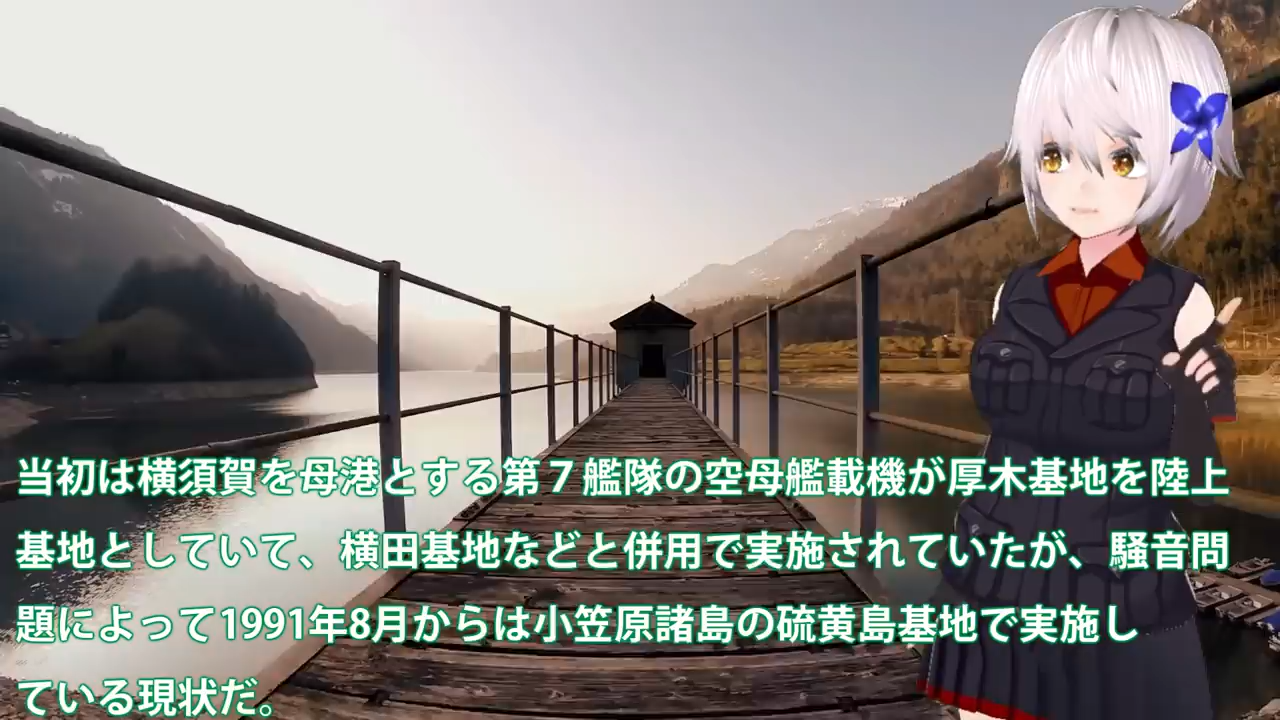 当初は横須賀を母港とする第７艦隊の空母艦載機が厚木基地を陸上
基地としていて、横田基地などと併用で実施されていたが、騒音問
題によって1991年8月からは小笠原諸島の硫黄島基地で実施し
ている現状だ。